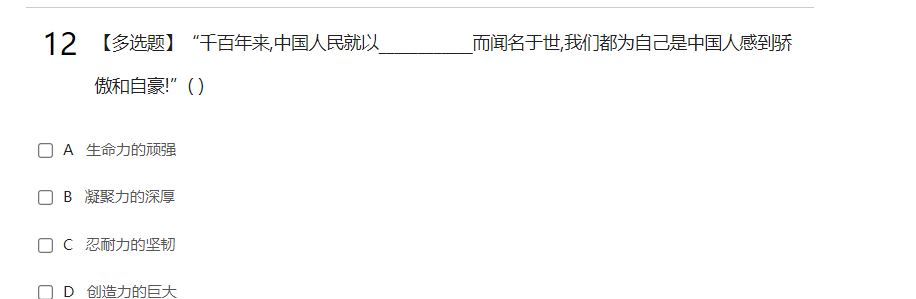 12 【多选题】“千百年来,中国人民就以____________而闻名于世,我们都为自己是中国人感到骄
傲和自豪!”( )
A 生命力的顽强
B 凝聚力的深厚
C 忍耐力的坚韧
D 创造力的巨大